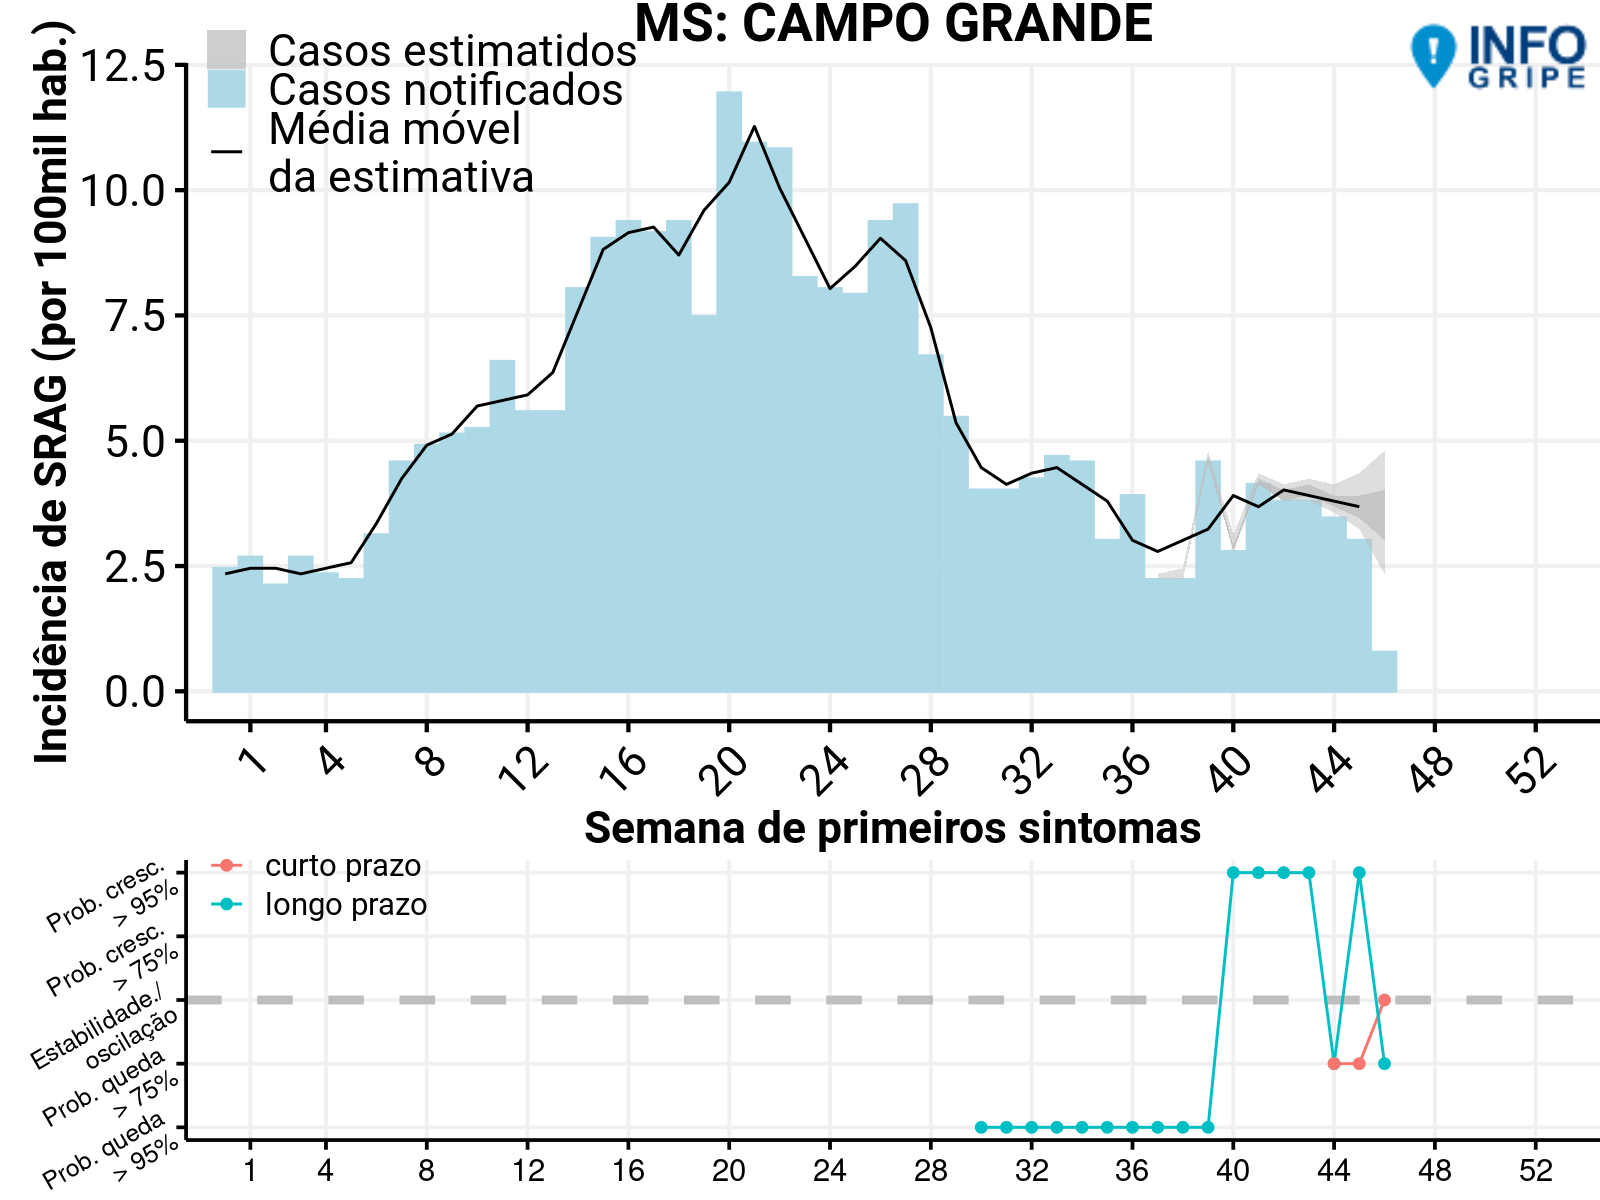 MS: CAMPO GRANDE
INFO
GRIPE
Casos estimatidos
Casos notificados
Média móvel
da estimativa
Incidência de SRAG (por 100mil hab.)
12.5
10.0
7.5
5.0
2.5
0.0
1 4 8 12 16 20 24 28 32 36 40 44 48 52
Semana de primeiros sintomas
curto prazo
longo prazo
Prob. cresc.
> 95%
Prob. cresc.
> 75%
Estabilidade./
oscilação
Prob. queda
> 75%
Prob. queda
> 95%
1 4 8 12 16 20 24 28 32 36 40 44 48 52